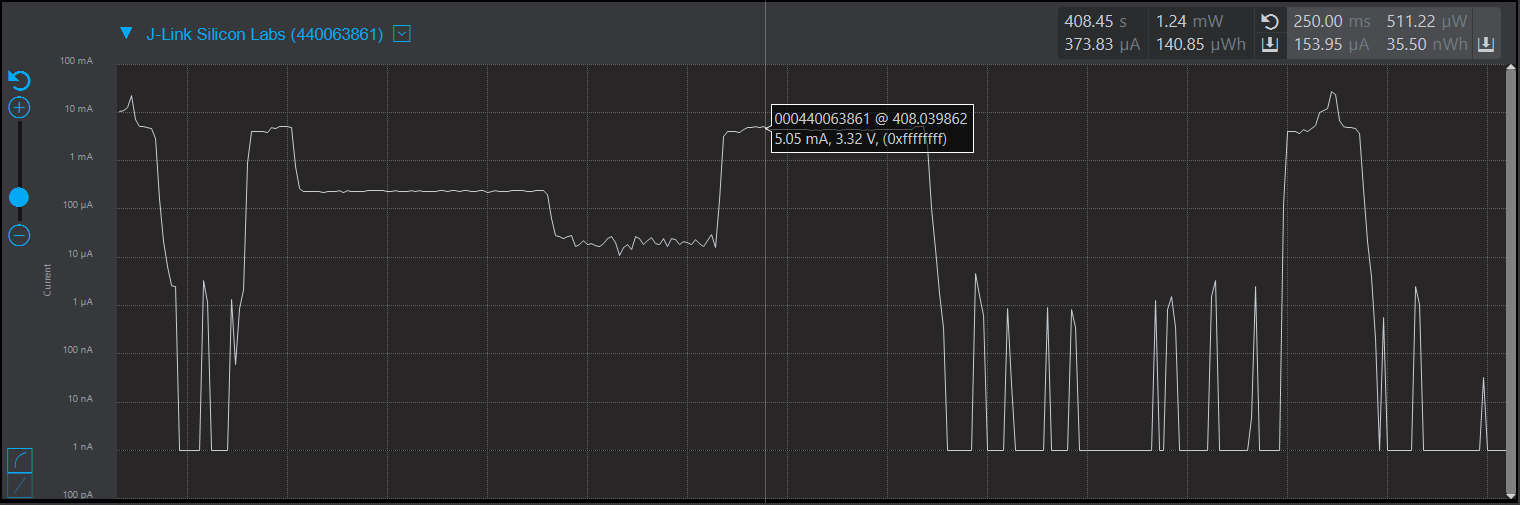 J-Link Silicon Labs (440063861)
408.45 s 1.24 mW 250.00 ms 511.22 µW
373.83 µA 140.85 µWh 153.95 µA 35.50 nWh
100 mA
10 mA
1 mA
100 µA
10 µA
1 µA
100 nA
10 nA
1 nA
100 pA
Current
000440063861 @ 408.039862
5.05 mA, 3.32 V, (0xffffffff)